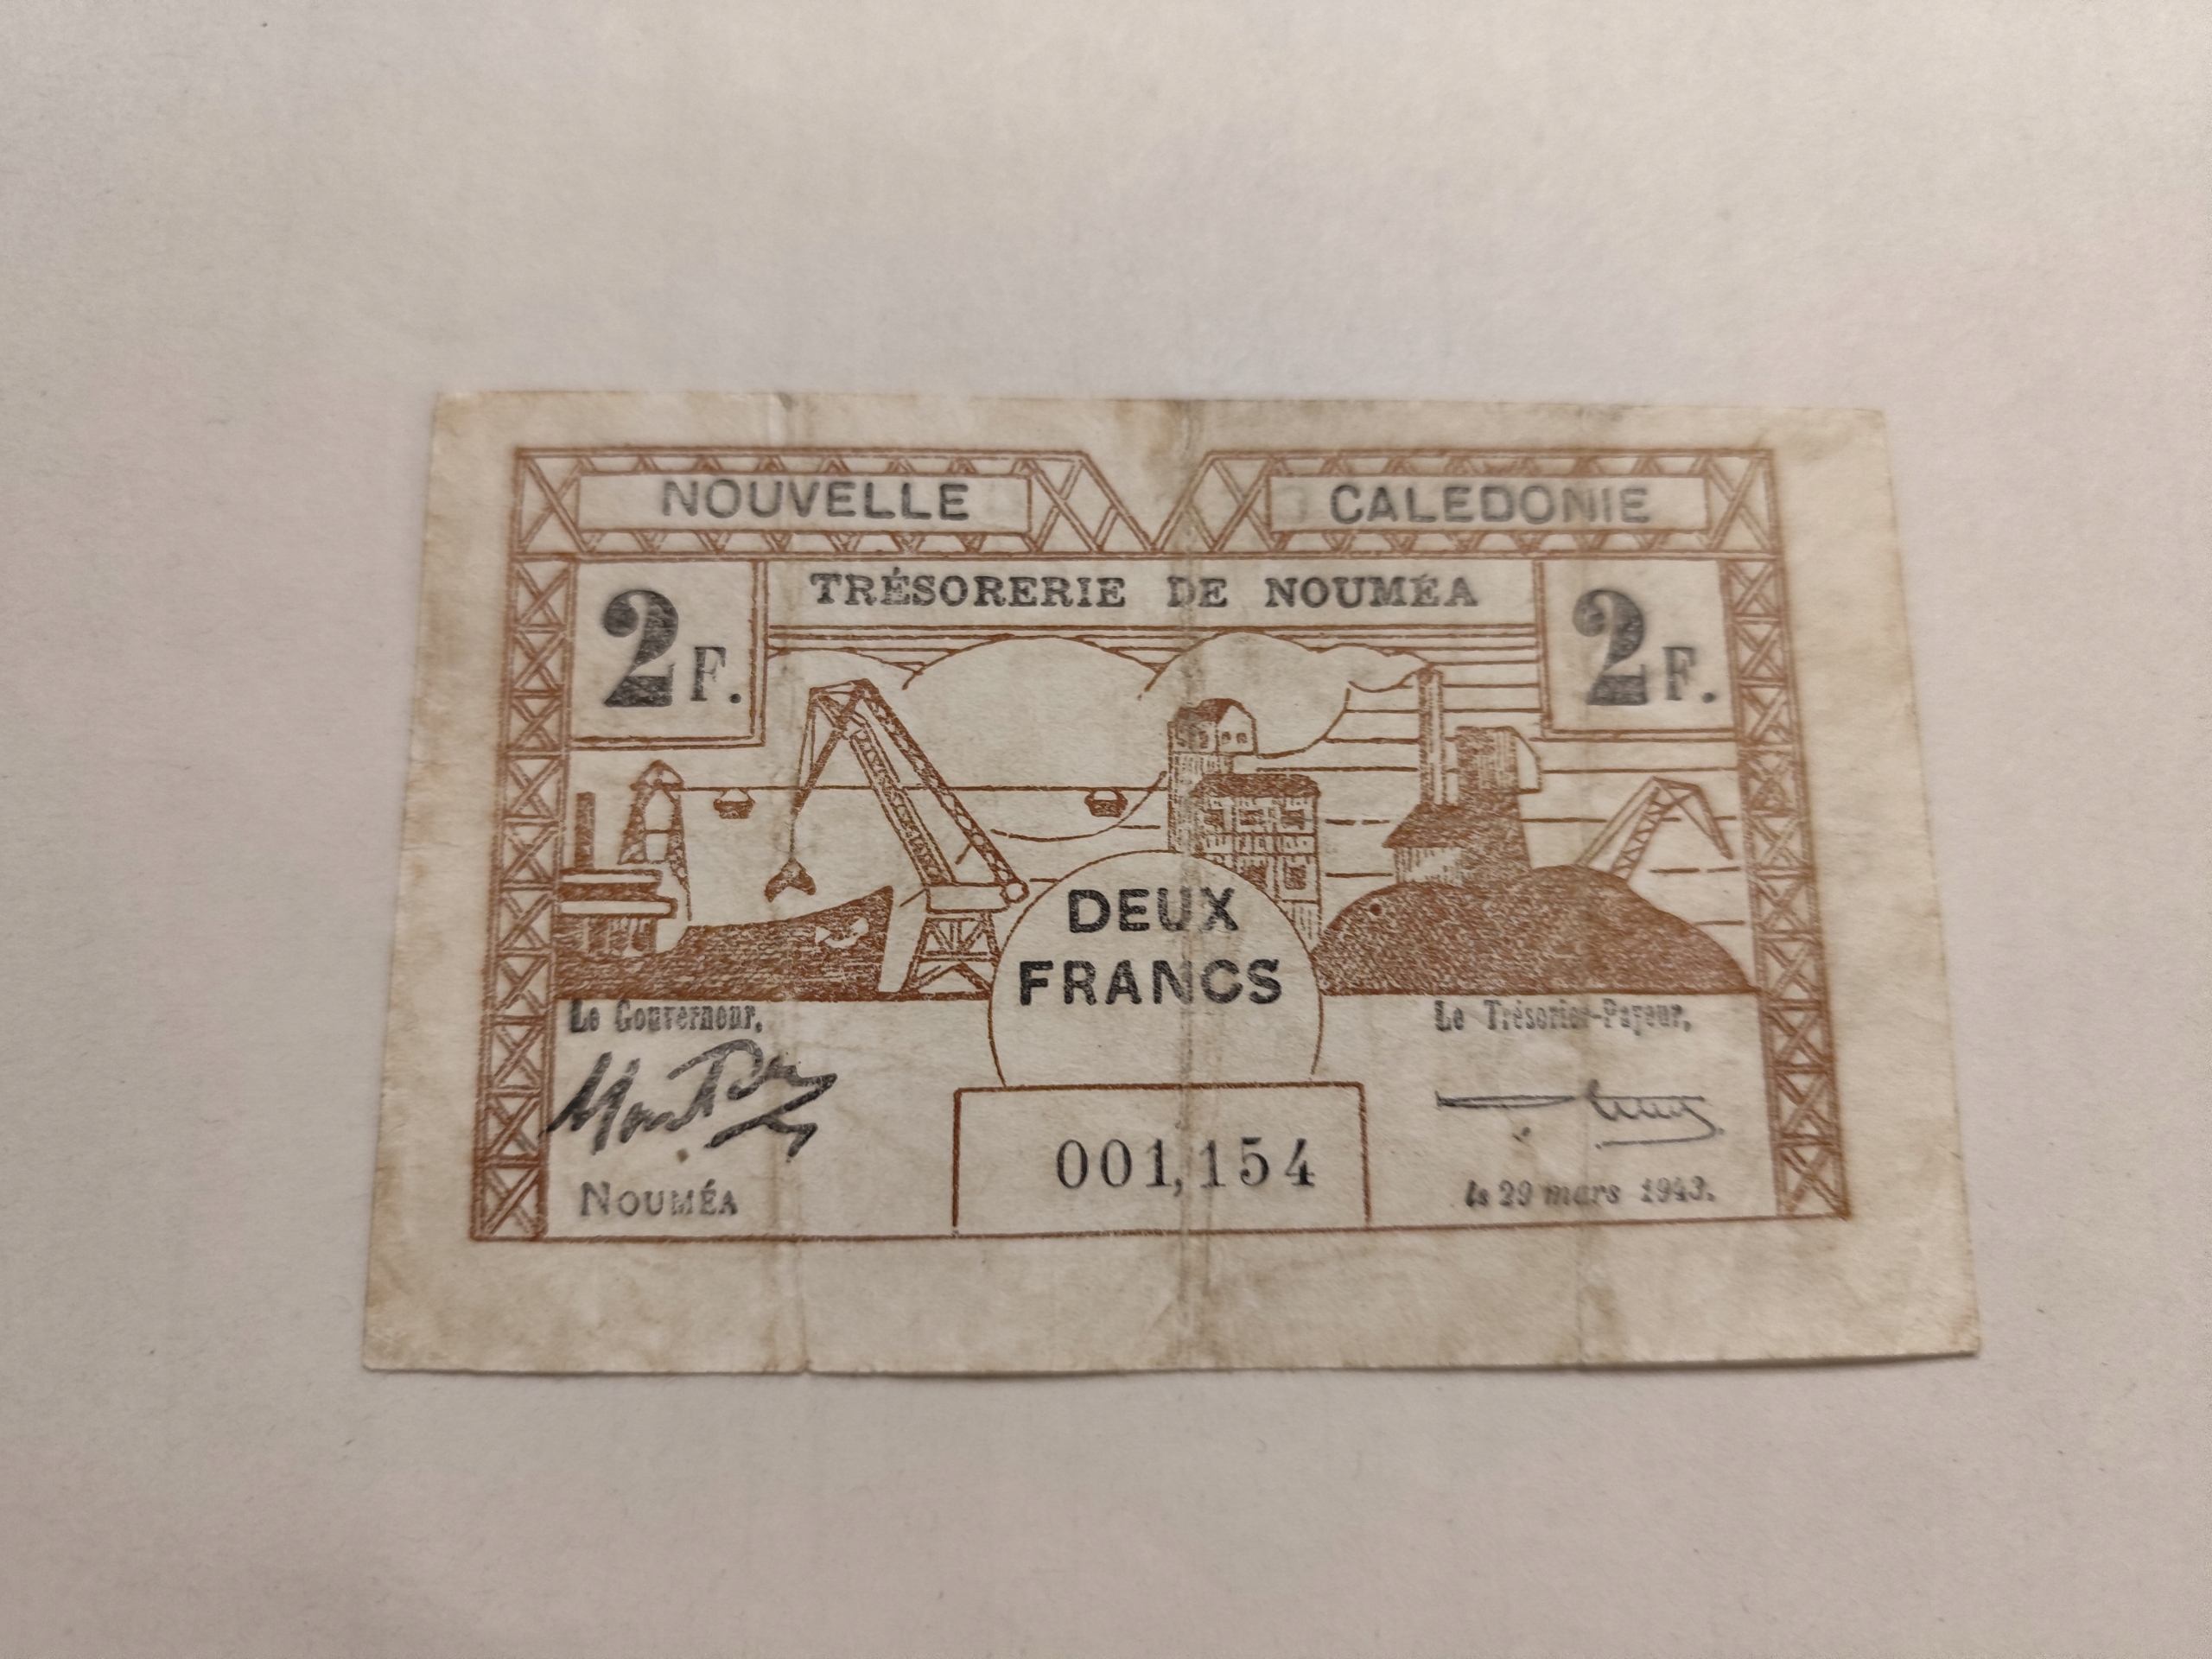 NOUVELLE CALEDONIE
TRÉSORERIE DE NOUMÉA
2F. 2F.
DEUX
FRANCS
Le Gouverneur, Le Trésorier-Payeur,
001,154
NOUMÉA le 29 mars 1943.